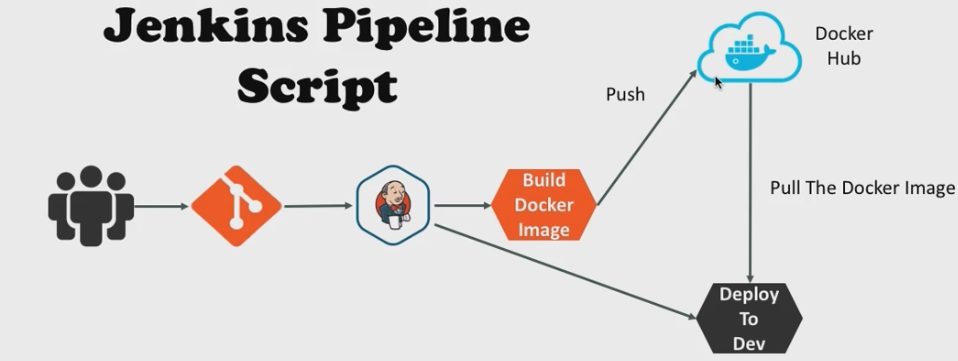 Jenkins Pipeline
Script
Docker
Hub
Push
Build
Docker
Image
Pull The Docker Image
Deploy
To
Dev